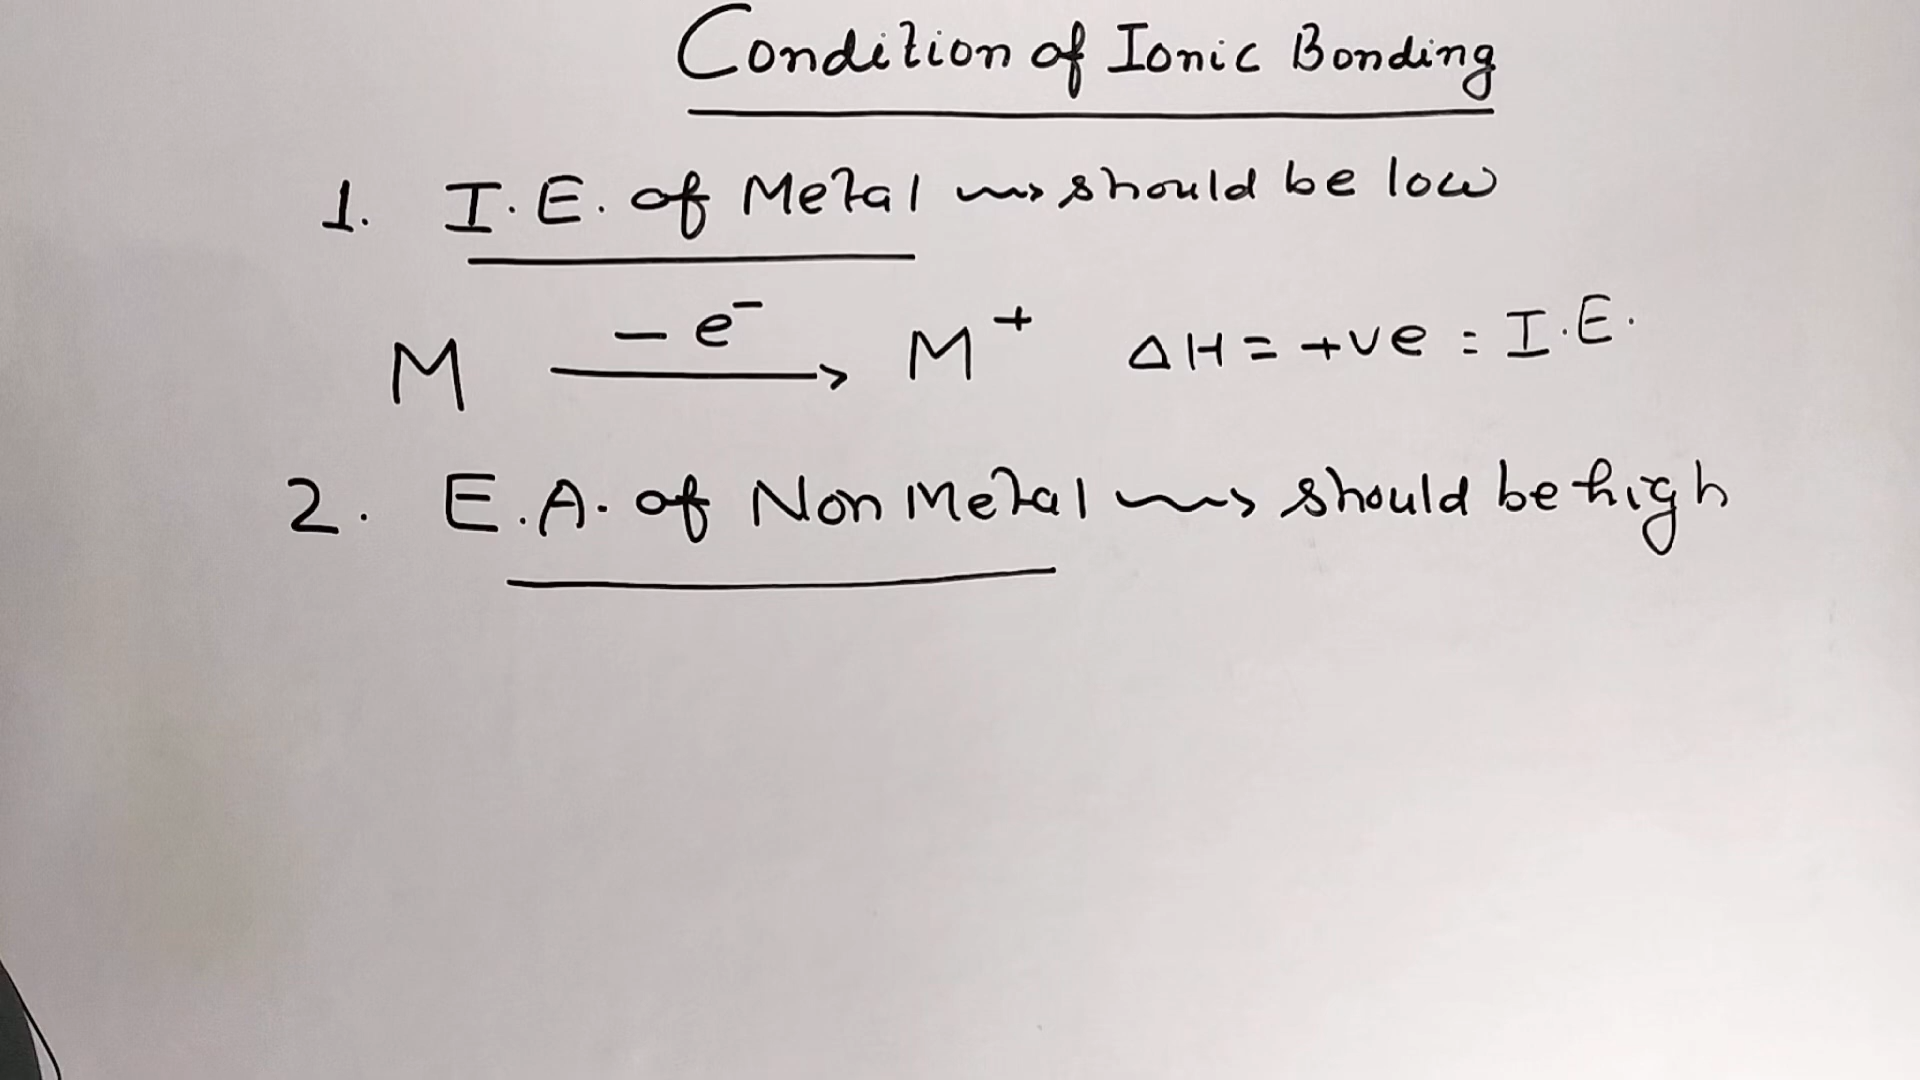 Condition of Ionic Bonding
1. I.E. of Metal ⇝ should be low
M —(– e⁻)→ M⁺ ΔH = +ve = I.E.
2. E.A. of Non Metal ⇝ should be high